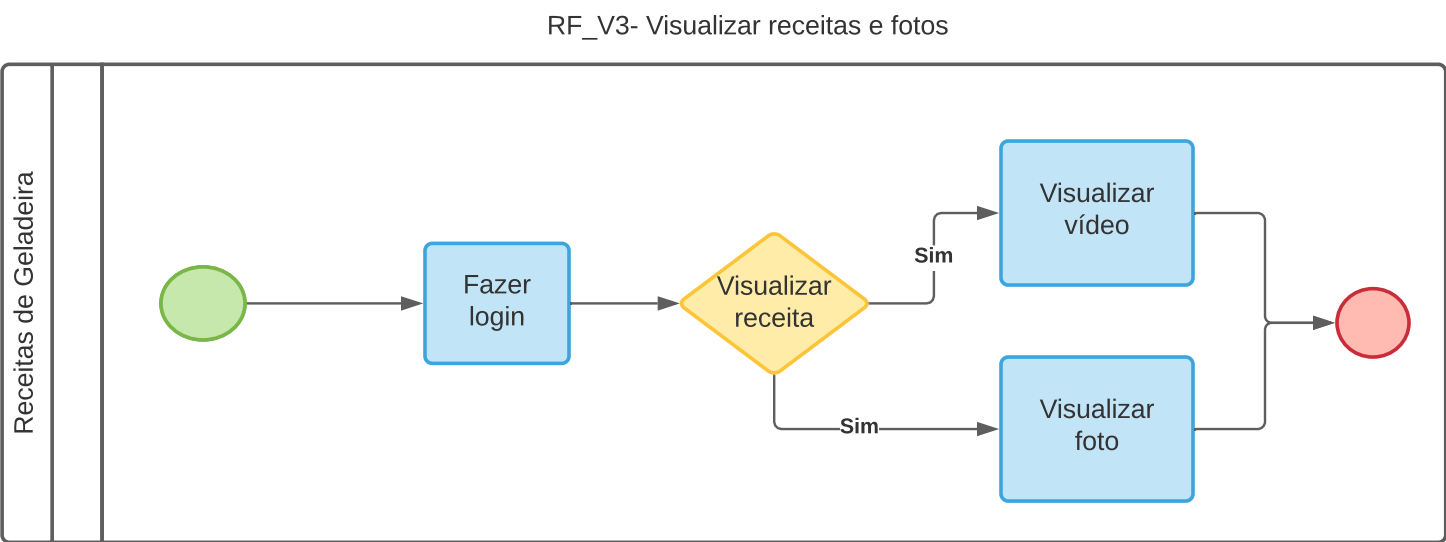 RF_V3- Visualizar receitas e fotos
Receitas de Geladeira
Fazer
login
Visualizar
receita
Sim
Visualizar
vídeo
Sim
Visualizar
foto